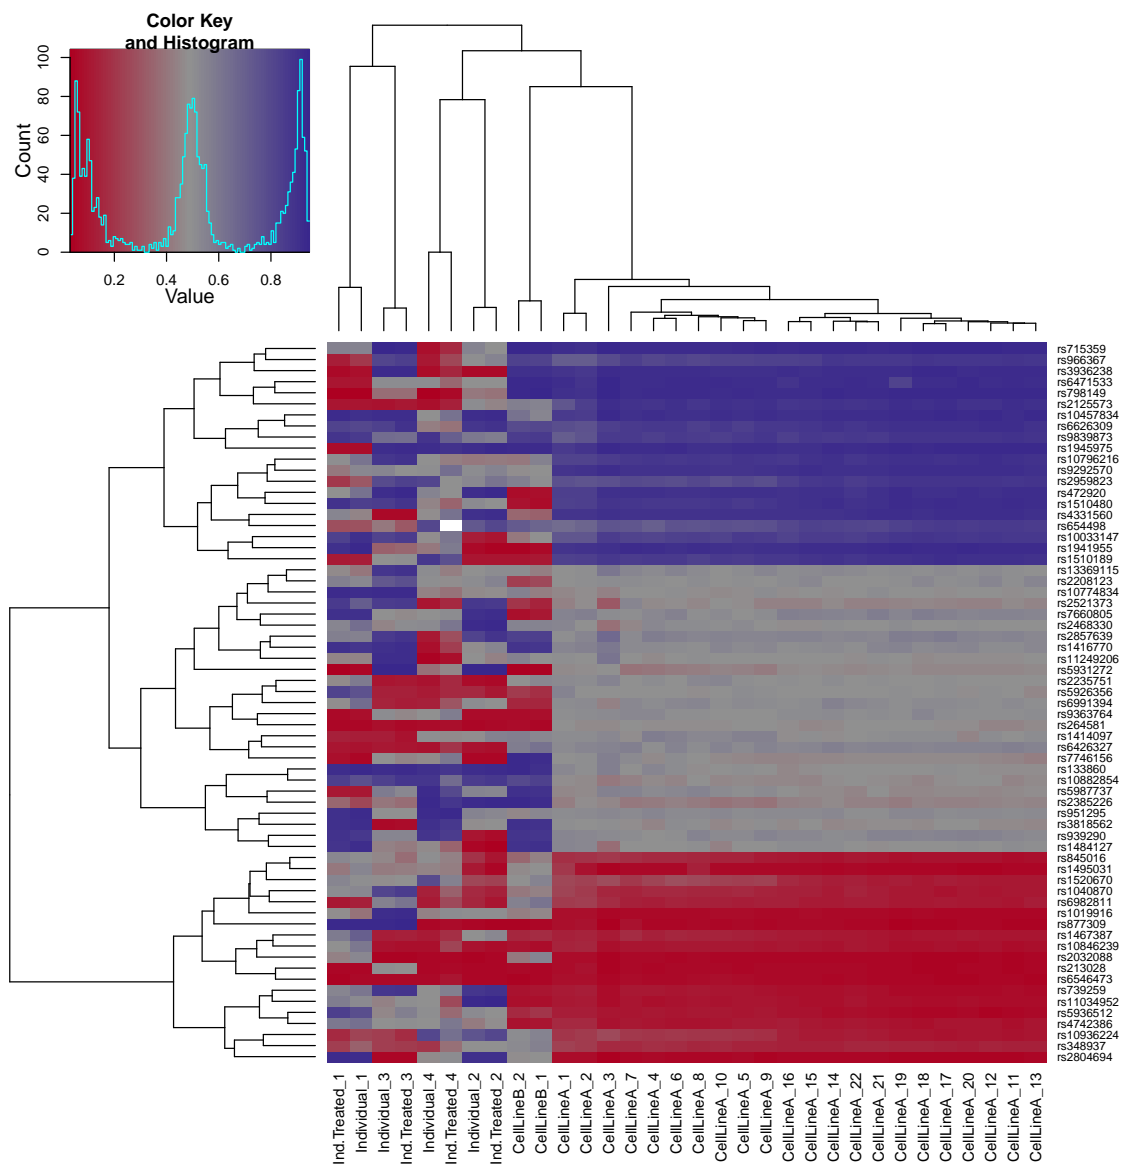 Color Key
and Histogram
Count
0
20
40
60
80
100
0.2
0.4
0.6
0.8
Value
rs715359
rs966367
rs3936238
rs6471533
rs798149
rs2125573
rs10457834
rs6626309
rs9839873
rs1945975
rs10796216
rs9292570
rs2959823
rs472920
rs1510480
rs4331560
rs654498
rs10033147
rs1941955
rs1510189
rs13369115
rs2208123
rs10774834
rs2521373
rs7660805
rs2468330
rs2857639
rs1416770
rs11249206
rs5931272
rs2235751
rs5926356
rs6991394
rs9363764
rs264581
rs1414097
rs6426327
rs7746156
rs133860
rs10882854
rs5987737
rs2385226
rs951295
rs3818562
rs939290
rs1484127
rs845016
rs1495031
rs1520670
rs1040870
rs6982811
rs1019916
rs877309
rs1467387
rs10846239
rs2032088
rs213028
rs6546473
rs739259
rs11034952
rs5936512
rs4742386
rs10936224
rs348937
rs2804694
Ind.Treated_1
Individual_1
Individual_3
Ind.Treated_3
Individual_4
Ind.Treated_4
Individual_2
Ind.Treated_2
CellLineB_2
CellLineB_1
CellLineA_1
CellLineA_2
CellLineA_3
CellLineA_7
CellLineA_4
CellLineA_6
CellLineA_8
CellLineA_10
CellLineA_5
CellLineA_9
CellLineA_16
CellLineA_15
CellLineA_14
CellLineA_22
CellLineA_21
CellLineA_19
CellLineA_18
CellLineA_17
CellLineA_20
CellLineA_12
CellLineA_11
CellLineA_13